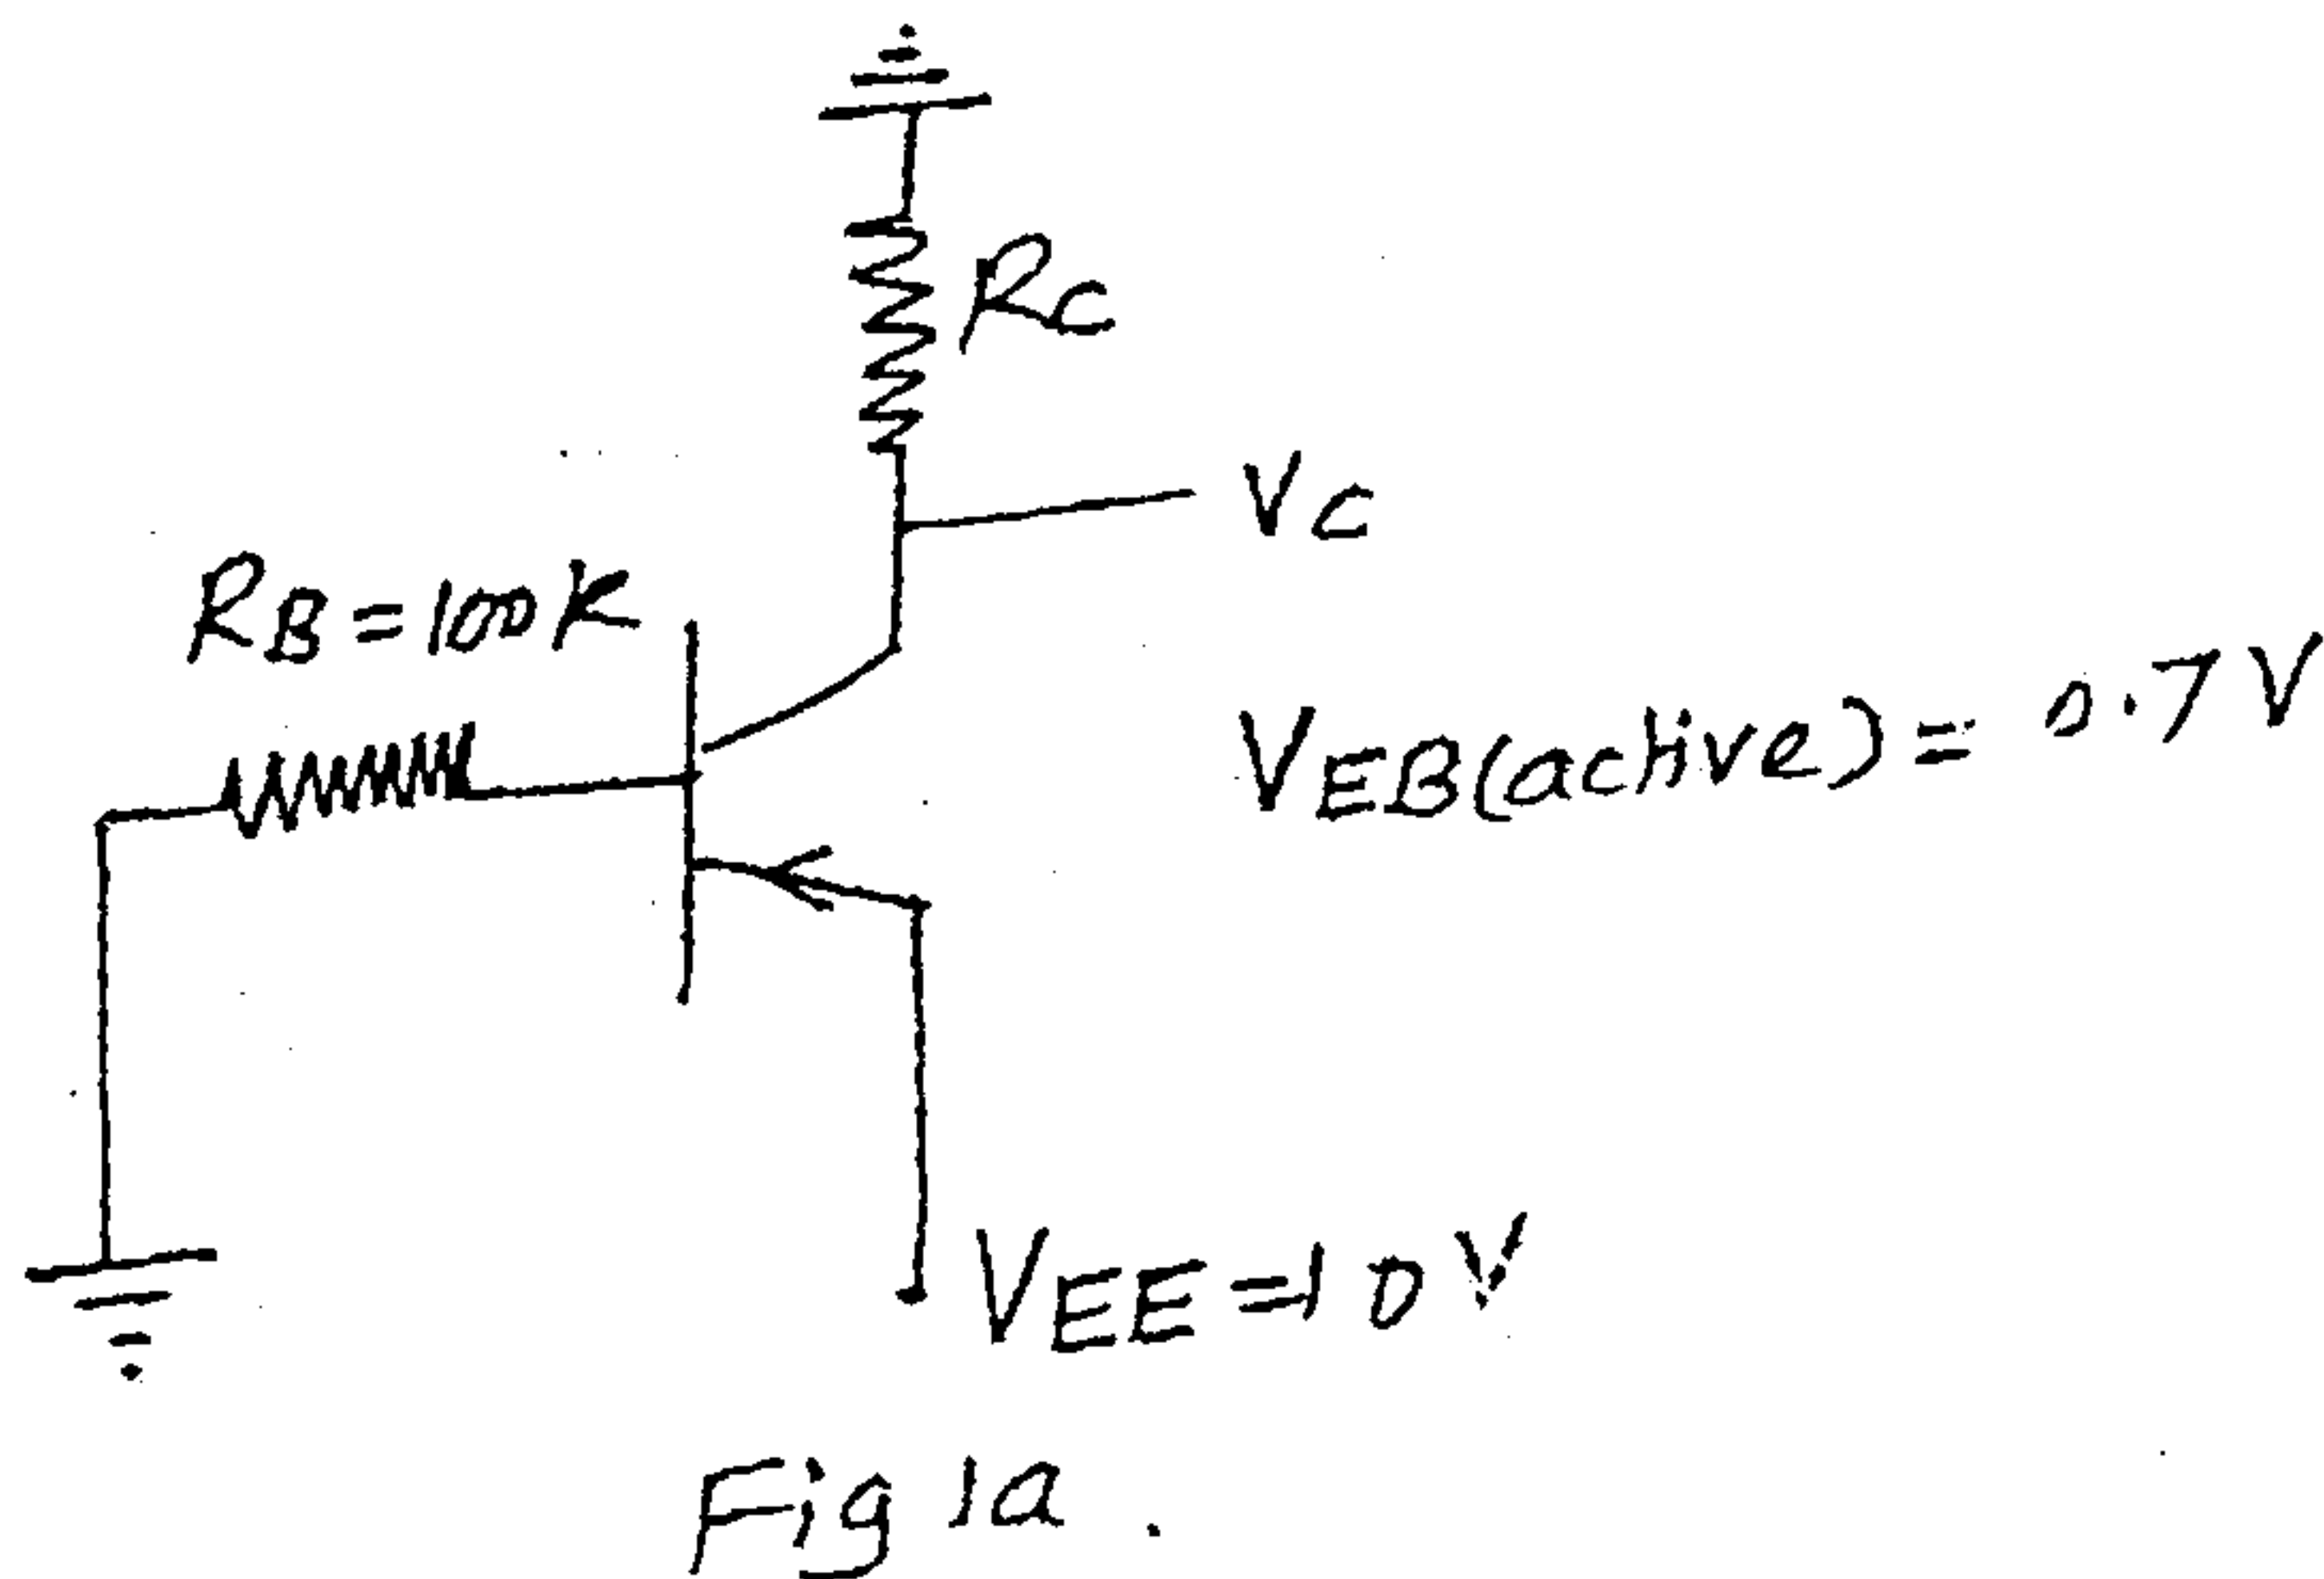 RC
VC
RB=100K
VEB(active)= 0.7V
VEE=10V
Fig 1a.